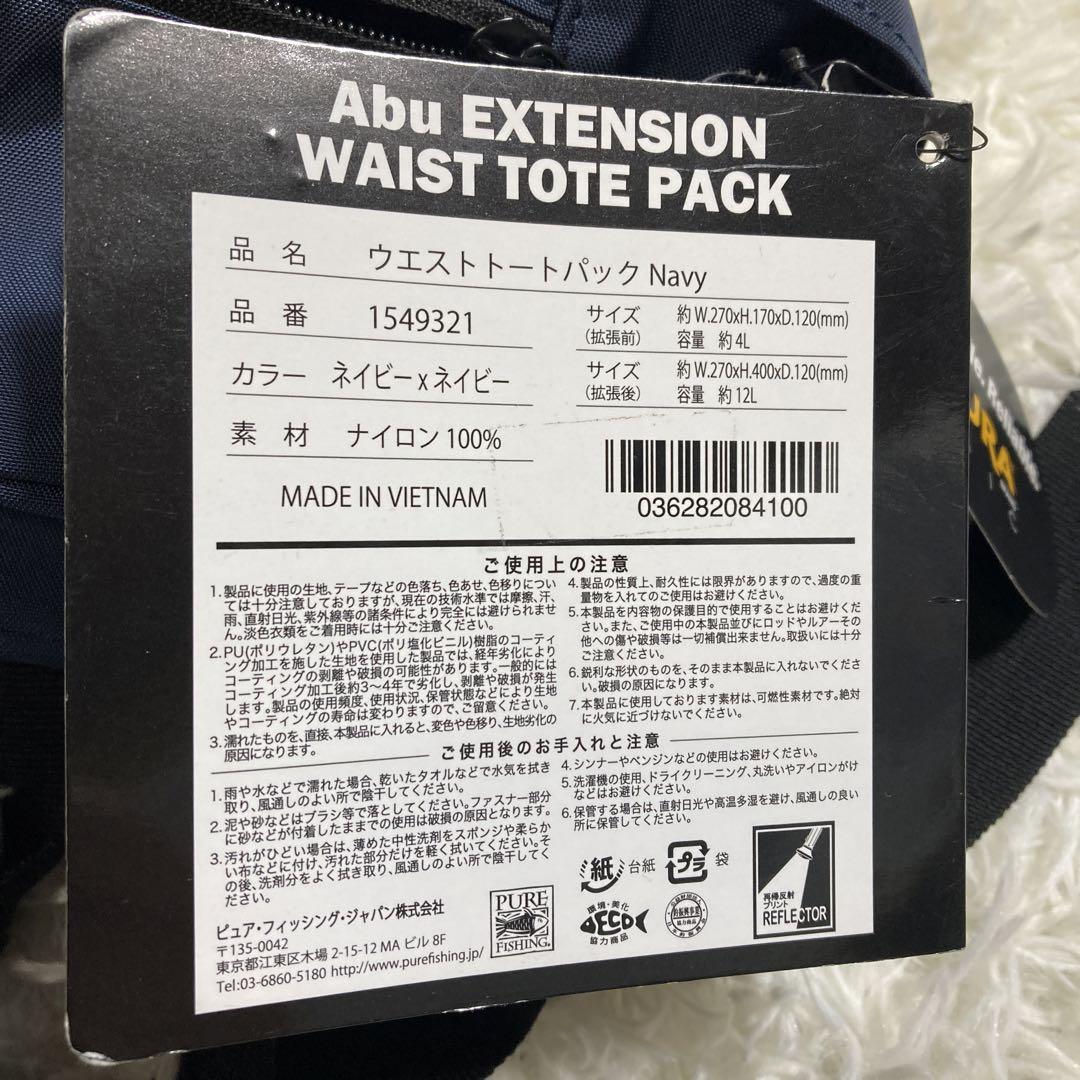 Abu EXTENSION
WAIST TOTE PACK
品 名 ウエストトートパック Navy
品 番 1549321
カラー ネイビー x ネイビー
素 材 ナイロン 100%
MADE IN VIETNAM
サイズ 約 W.270xH.170xD.120(mm)
(拡張前) 容量 約 4L
サイズ 約 W.270xH.400xD.120(mm)
(拡張後) 容量 約 12L
036282084100
ご使用上の注意
1.製品に使用の生地、テープなどの色落ち、色あせ、色移りについ
ては十分注意しておりますが、現在の技術水準では摩擦、汗、
雨、直射日光、紫外線等の諸条件により完全には避けられませ
ん。淡色衣類をご着用時には十分ご注意ください。
2.PU(ポリウレタン)やPVC(ポリ塩化ビニル)樹脂のコーティ
ング加工を施した生地を使用した製品では、経年劣化により
コーティングの剥離や破損の可能性があります。一般的には
コーティング加工後約3〜4年で劣化し、剥離や破損が発生
します。製品の使用頻度、使用状況、保管状態などにより生地
やコーティングの寿命は変わりますので、ご留意ください。
3.濡れたものを、直接、本製品に入れると、変色や色移り、生地劣化の
原因になります。
4.製品の性質上、耐久性には限界がありますので、過度の重
量物を入れてのご使用はお避けください。
5.本製品を内容物の保護目的で使用することはお避けくだ
さい。また、ご使用中の本製品並びにロッドやルアーその
他への傷や破損等は一切補償出来ません。取扱いには十分
ご注意ください。
6.鋭利な形状のものを、そのまま本製品に入れないでくださ
い。破損の原因になります。
7.本製品に使用しております素材は、可燃性素材です。絶対
に火気に近づけないでください。
ご使用後のお手入れと注意
1.雨や水などで濡れた場合、乾いたタオルなどで水気を拭き
取り、風通しのよい所で陰干してください。
2.泥や砂などはブラシ等で落としてください。ファスナー部分
に砂などが付着したままでの使用は破損の原因となります。
3.汚れがひどい場合は、薄めた中性洗剤をスポンジや柔らか
い布などに付け、汚れた部分だけを軽く拭いてください。そ
の後、洗剤分をよく拭き取り、風通しのよい所で陰干してく
ださい。
4.シンナーやベンジンなどの使用はお避けください。
5.洗濯機の使用、ドライクリーニング、丸洗いやアイロンがけ
などはお避けください。
6.保管する場合は、直射日光や高温多湿を避け、風通しの良い
所に保管してください。
紙 台紙 プラ 袋
環境・美化
DECO
協力商品
再帰反射
プリント
REFLECTOR
PURE
FISHING
ピュア・フィッシング・ジャパン株式会社
〒135-0042
東京都江東区木場 2-15-12 MA ビル 8F
Tel:03-6860-5180 http://www.purefishing.jp/